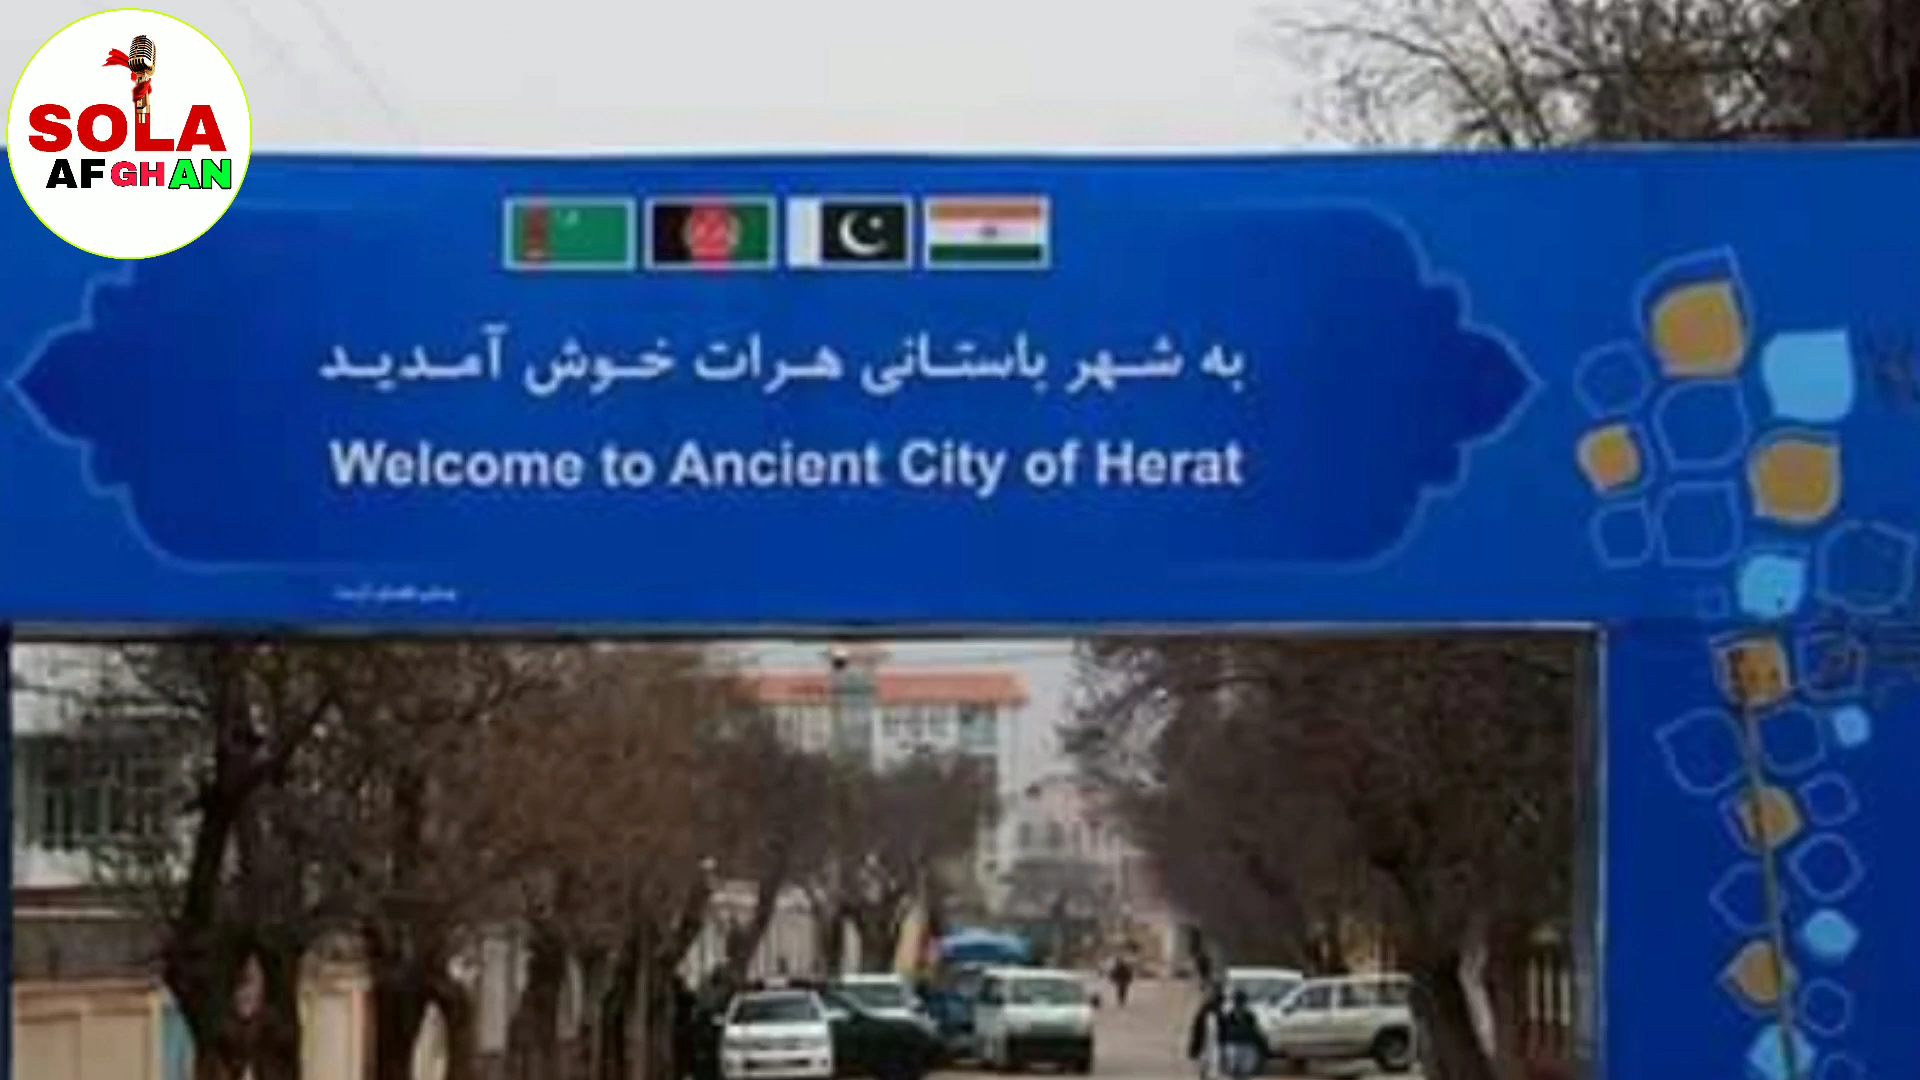 SOLA
AFGHAN
به شهر باستانی هرات خوش آمدید
Welcome to Ancient City of Herat